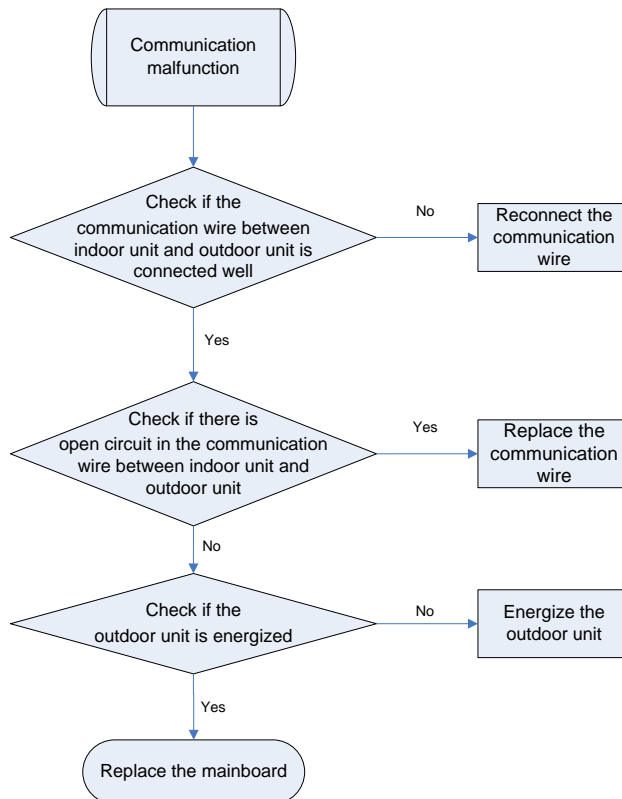 Communication
malfunction
Check if the
communication wire between
indoor unit and outdoor unit is
connected well
No
Reconnect the
communication
wire
Yes
Check if there is
open circuit in the communication
wire between indoor unit and
outdoor unit
Yes
Replace the
communication
wire
No
Check if the
outdoor unit is energized
No
Energize the
outdoor unit
Yes
Replace the mainboard